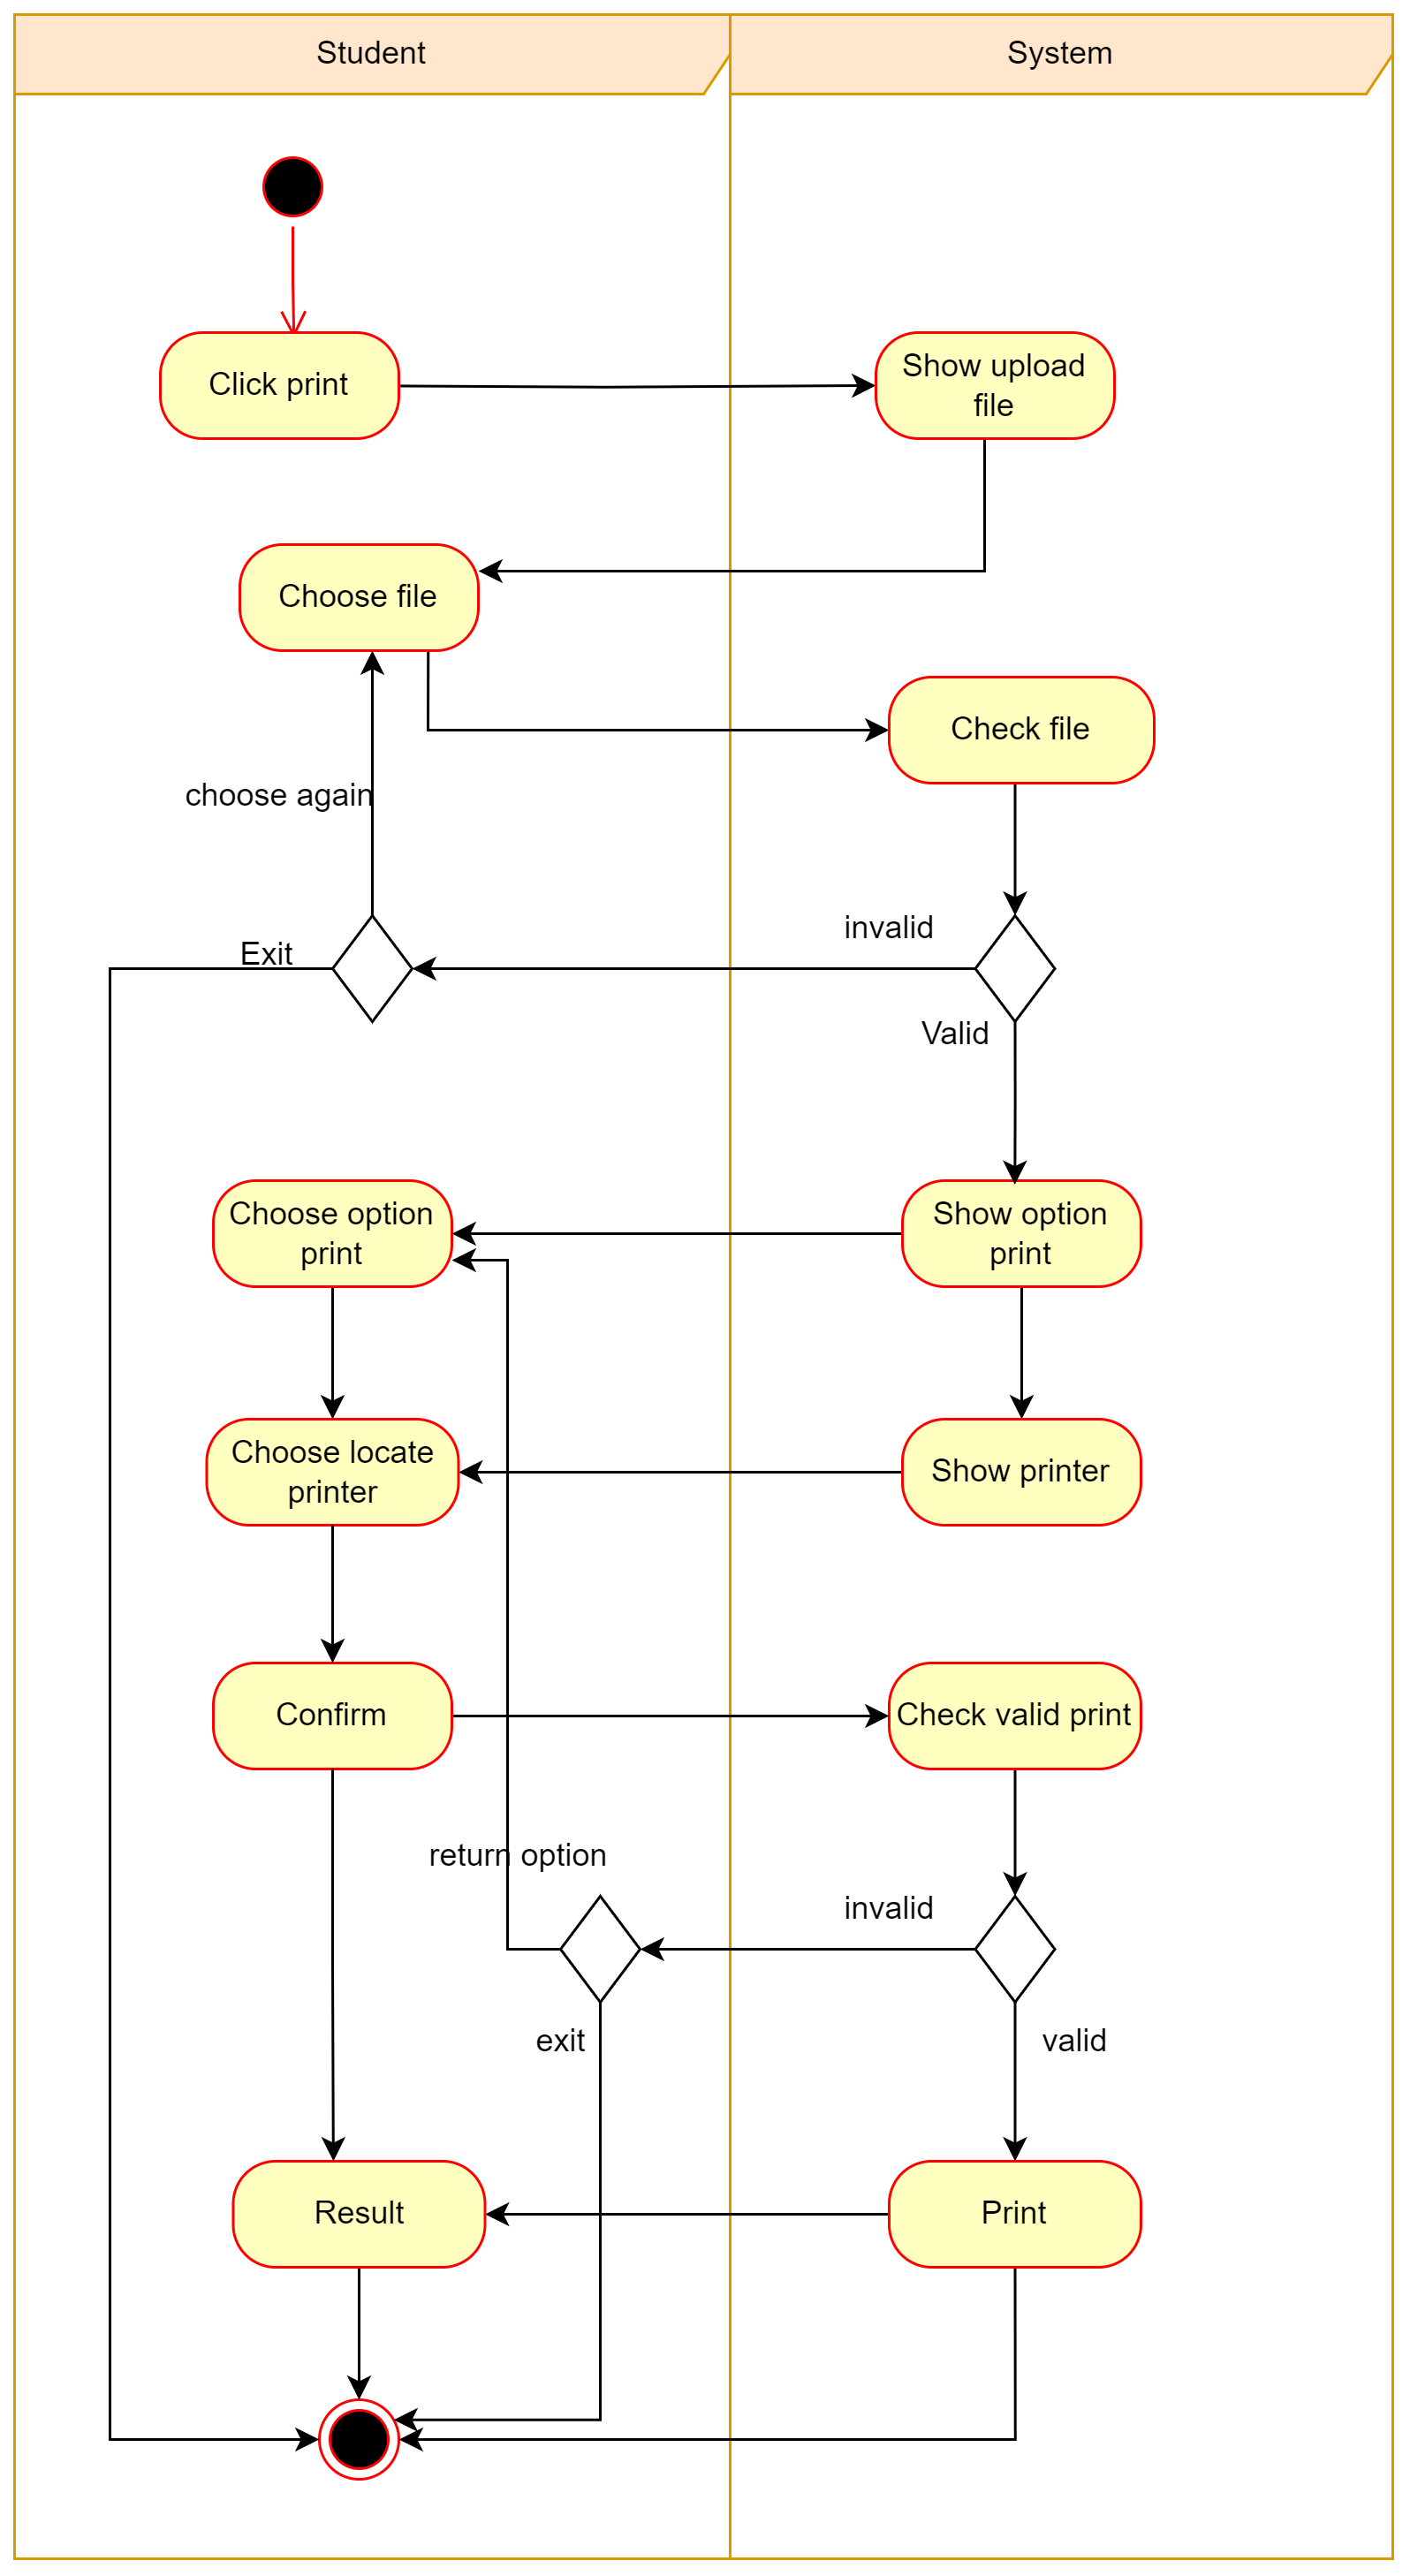 Student
System
Click print
Show upload
file
Choose file
Check file
choose again
invalid
Exit
Valid
Choose option
print
Show option
print
Choose locate
printer
Show printer
Confirm
Check valid print
return option
invalid
exit
valid
Result
Print